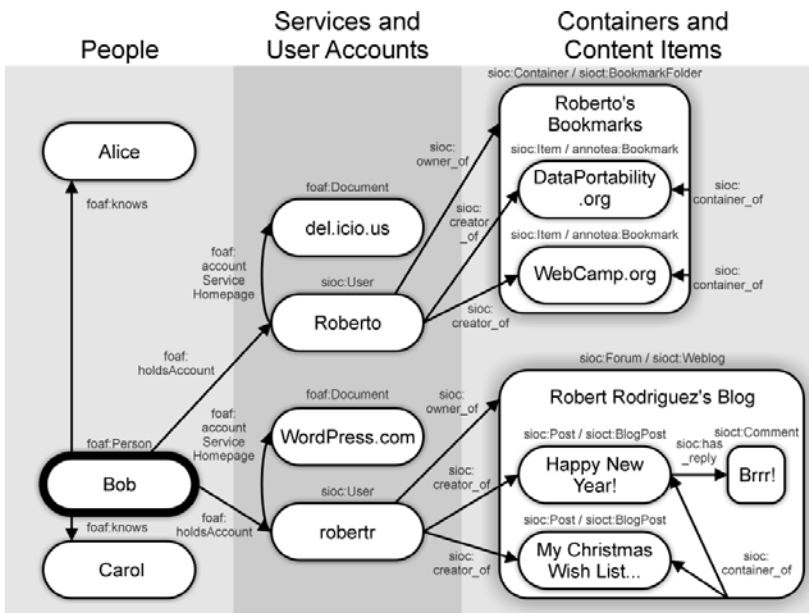 People
Services and
User Accounts
Containers and
Content Items
sioc:Container / sioct:BookmarkFolder
Roberto's
Bookmarks
sioc:
owner_of
sioc:Item / annotea:Bookmark
DataPortability
.org
sioc:
container_of
sioc:
creator
_of
sioc:Item / annotea:Bookmark
WebCamp.org
sioc:
container_of
sioc:
creator_of
Alice
foaf:knows
foaf:Document
del.icio.us
foaf:
account
Service
Homepage
sioc:User
Roberto
foaf:
holdsAccount
sioc:Forum / sioct:Weblog
Robert Rodriguez's Blog
sioc:
owner_of
foaf:Document
WordPress.com
foaf:
account
Service
Homepage
sioc:Post / sioct:BlogPost
Happy New
Year!
sioc:has
_reply
sioct:Comment
Brrr!
sioc:
creator_of
foaf:Person
Bob
foaf:knows
Carol
foaf:
holdsAccount
sioc:User
robertr
sioc:Post / sioct:BlogPost
My Christmas
Wish List...
sioc:
creator_of
sioc:
container_of